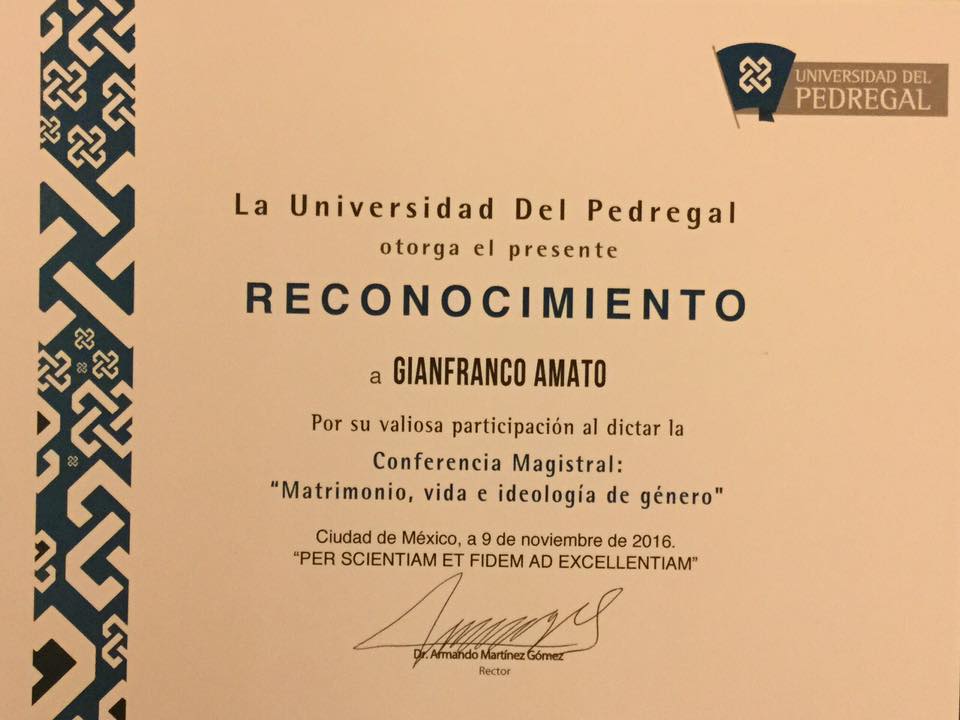 UNIVERSIDAD DEL
PEDREGAL
La Universidad Del Pedregal
otorga el presente
RECONOCIMIENTO
a GIANFRANCO AMATO
Por su valiosa participación al dictar la
Conferencia Magistral:
“Matrimonio, vida e ideología de género"
Ciudad de México, a 9 de noviembre de 2016.
“PER SCIENTIAM ET FIDEM AD EXCELLENTIAM”
Dr. Armando Martínez Gómez
Rector